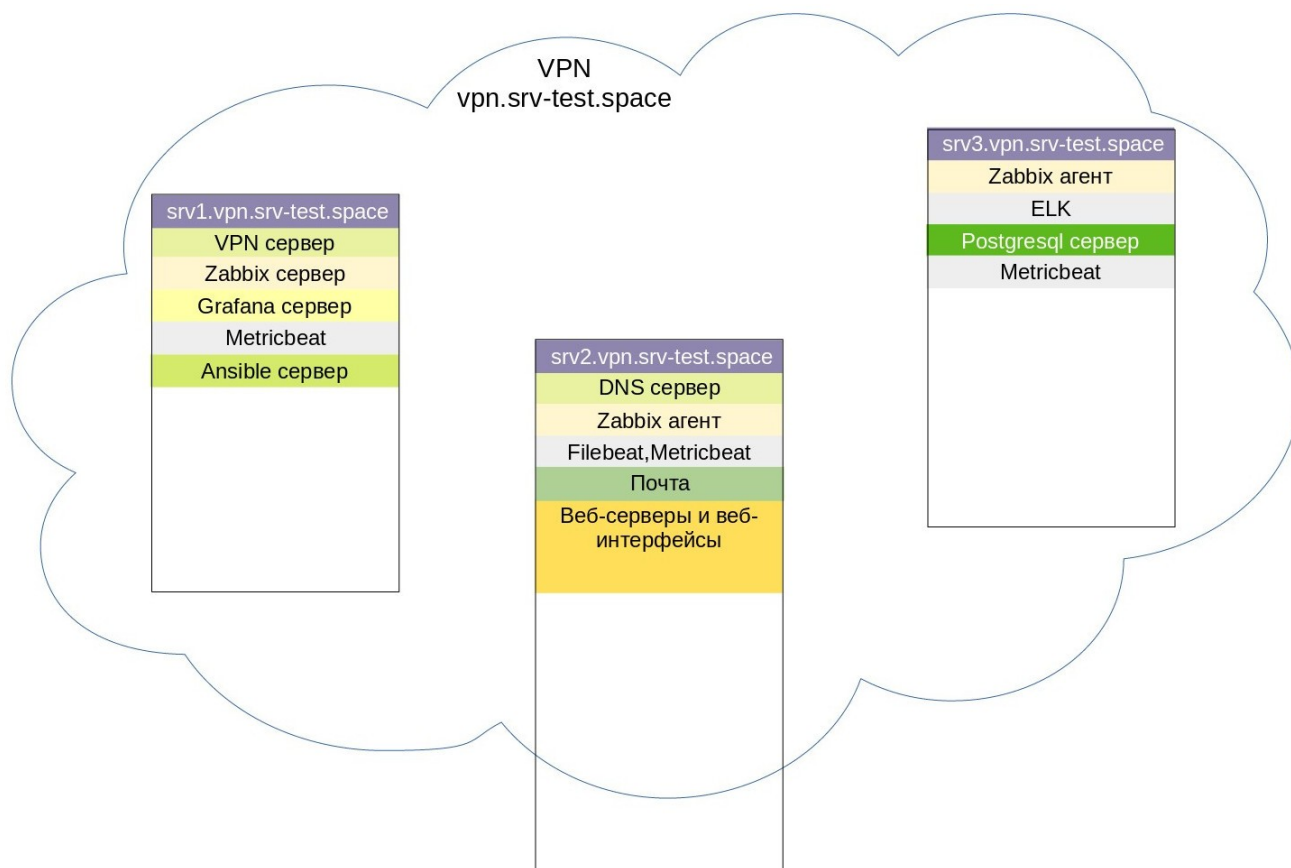 VPN
vpn.srv-test.space
srv1.vpn.srv-test.space
VPN сервер
Zabbix сервер
Grafana сервер
Metricbeat
Ansible сервер
srv2.vpn.srv-test.space
DNS сервер
Zabbix агент
Filebeat,Metricbeat
Почта
Веб-серверы и веб-
интерфейсы
srv3.vpn.srv-test.space
Zabbix агент
ELK
Postgresql сервер
Metricbeat